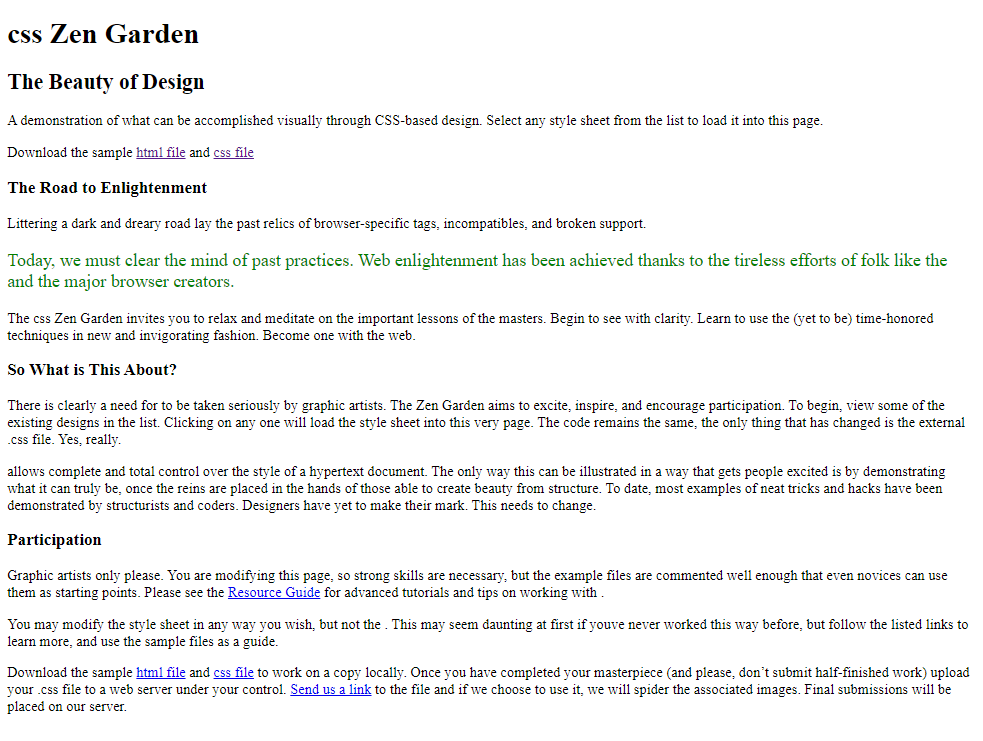 css Zen Garden
The Beauty of Design
A demonstration of what can be accomplished visually through CSS-based design. Select any style sheet from the list to load it into this page.
Download the sample html file and css file
The Road to Enlightenment
Littering a dark and dreary road lay the past relics of browser-specific tags, incompatibles, and broken support.
Today, we must clear the mind of past practices. Web enlightenment has been achieved thanks to the tireless efforts of folk like the
and the major browser creators.
The css Zen Garden invites you to relax and meditate on the important lessons of the masters. Begin to see with clarity. Learn to use the (yet to be) time-honored
techniques in new and invigorating fashion. Become one with the web.
So What is This About?
There is clearly a need for to be taken seriously by graphic artists. The Zen Garden aims to excite, inspire, and encourage participation. To begin, view some of the
existing designs in the list. Clicking on any one will load the style sheet into this very page. The code remains the same, the only thing that has changed is the external
.css file. Yes, really.
allows complete and total control over the style of a hypertext document. The only way this can be illustrated in a way that gets people excited is by demonstrating
what it can truly be, once the reins are placed in the hands of those able to create beauty from structure. To date, most examples of neat tricks and hacks have been
demonstrated by structurists and coders. Designers have yet to make their mark. This needs to change.
Participation
Graphic artists only please. You are modifying this page, so strong skills are necessary, but the example files are commented well enough that even novices can use
them as starting points. Please see the Resource Guide for advanced tutorials and tips on working with .
You may modify the style sheet in any way you wish, but not the . This may seem daunting at first if youve never worked this way before, but follow the listed links to
learn more, and use the sample files as a guide.
Download the sample html file and css file to work on a copy locally. Once you have completed your masterpiece (and please, don’t submit half-finished work) upload
your .css file to a web server under your control. Send us a link to the file and if we choose to use it, we will spider the associated images. Final submissions will be
placed on our server.